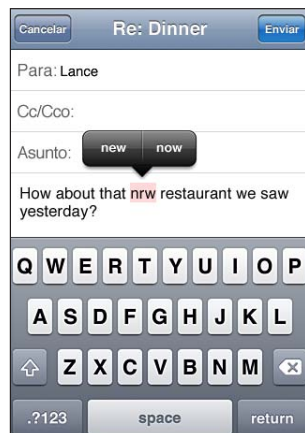 Cancelar Re: Dinner Enviar
Para: Lance
Cc/Cco:
Asunto:
new now
How about that nrw restaurant we saw
yesterday?
Q W E R T Y U I O P
A S D F G H J K L
Z X C V B N M
.?123 space return